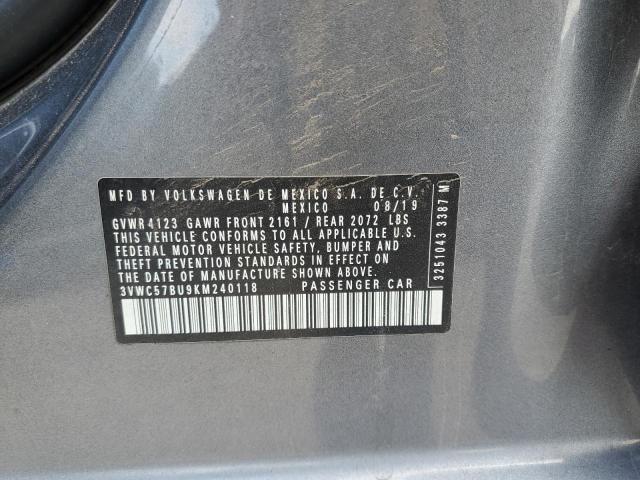 MFD BY VOLKSWAGEN DE MEXICO S.A. DE C.V.
MEXICO 08/19
GVWR 4123 GAWR FRONT 2161 / REAR 2072 LBS
THIS VEHICLE CONFORMS TO ALL APPLICABLE U.S.
FEDERAL MOTOR VEHICLE SAFETY, BUMPER AND
THEFT PREVENTION STANDARDS IN EFFECT ON
THE DATE OF MANUFACTURE SHOWN ABOVE.
3VWC57BU9KM240118 PASSENGER CAR
3251043 3387 M